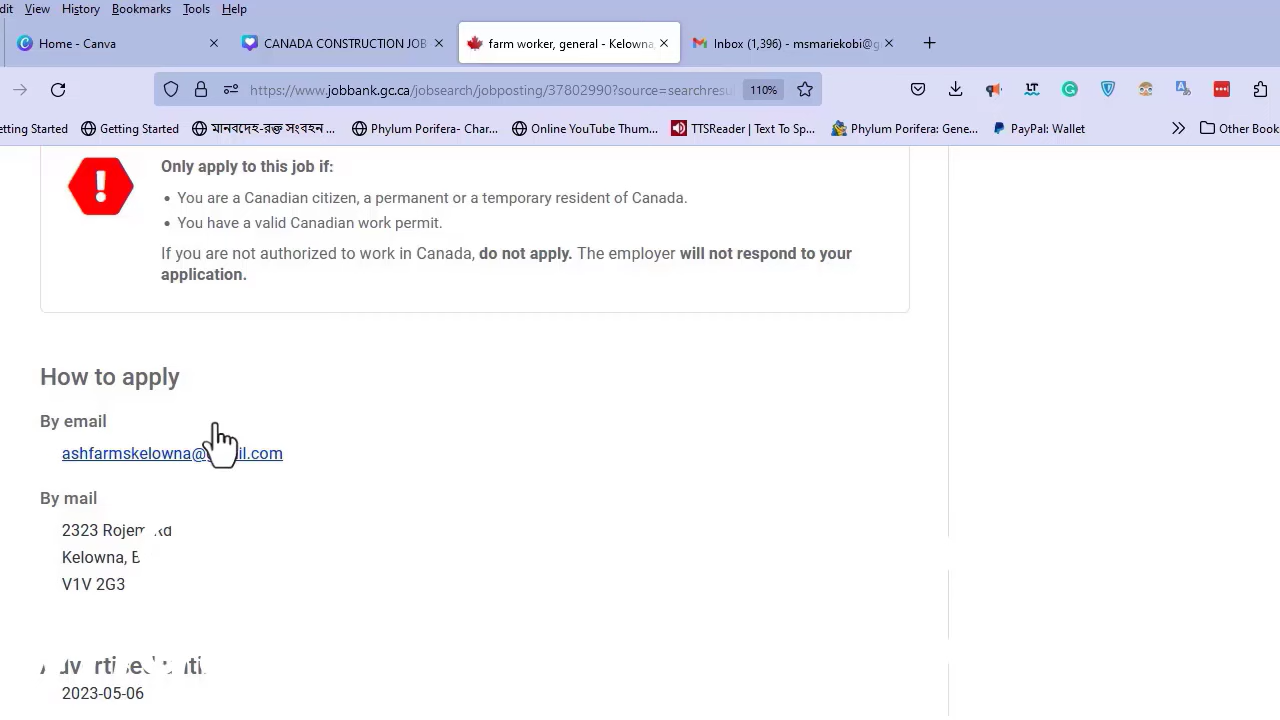 dit View History Bookmarks Tools Help
Home - Canva CANADA CONSTRUCTION JOB farm worker, general - Kelowna, Inbox (1,396) - msmariekobi@g
https://www.jobbank.gc.ca/jobsearch/jobposting/37802990?source=searchresu 110%
etting Started Getting Started মানবদেহ-রক্ত সংবহন ... Phylum Porifera- Char... Online YouTube Thum... TTSReader | Text To Sp... Phylum Porifera: Gene... PayPal: Wallet Other Book
Only apply to this job if:
• You are a Canadian citizen, a permanent or a temporary resident of Canada.
• You have a valid Canadian work permit.
If you are not authorized to work in Canada, do not apply. The employer will not respond to your
application.
How to apply
By email
ashfarmskelowna@ il.com
By mail
2323
Kelowna,
V1V 2G3
2023-05-06